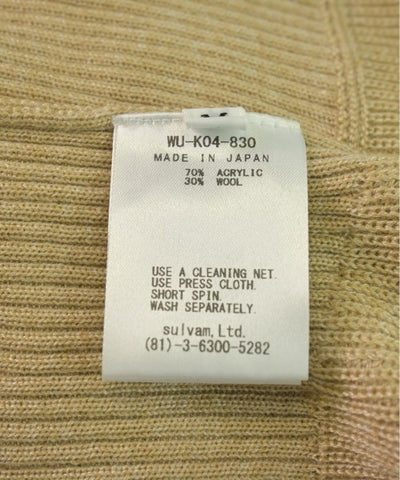 WU-K04-830
MADE IN JAPAN
70% ACRYLIC
30% WOOL
USE A CLEANING NET.
USE PRESS CLOTH.
SHORT SPIN.
WASH SEPARATELY.
sulvam, Ltd.
(81)-3-6300-5282